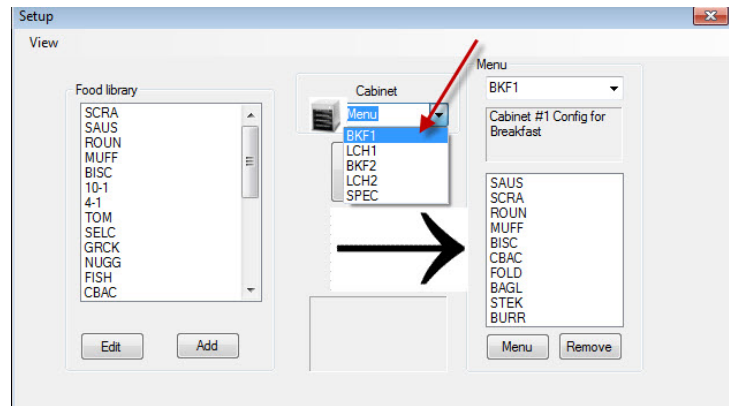 Setup
View
Food library
SCRA
SAUS
ROUN
MUFF
BISC
10-1
4-1
TOM
SELC
GRCK
NUGG
FISH
CBAC
Edit
Add
Cabinet
Menu
BKF1
LCH1
BKF2
LCH2
SPEC
Menu
BKF1
Cabinet #1 Config for
Breakfast
SAUS
SCRA
ROUN
MUFF
BISC
CBAC
FOLD
BAGL
STEK
BURR
Menu
Remove